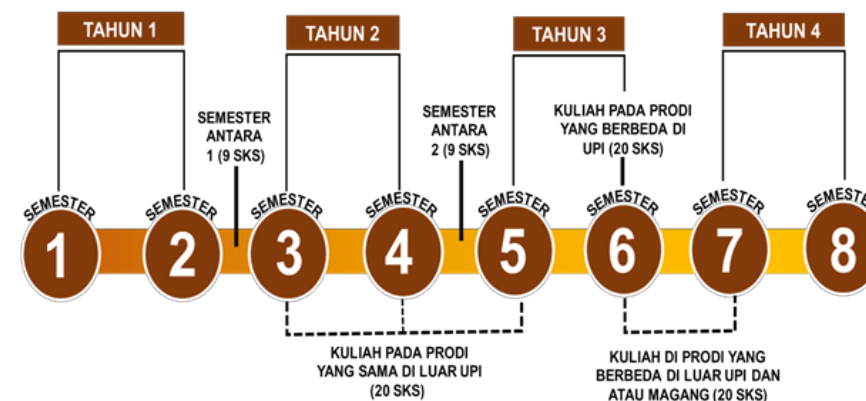 TAHUN 1
TAHUN 2
TAHUN 3
TAHUN 4
SEMESTER
ANTARA
1 (9 SKS)
SEMESTER
ANTARA
2 (9 SKS)
KULIAH PADA PRODI
YANG BERBEDA DI
UPI (20 SKS)
SEMESTER
1
SEMESTER
2
SEMESTER
3
SEMESTER
4
SEMESTER
5
SEMESTER
6
SEMESTER
7
SEMESTER
8
KULIAH PADA PRODI
YANG SAMA DI LUAR UPI
(20 SKS)
KULIAH DI PRODI YANG
BERBEDA DI LUAR UPI DAN
ATAU MAGANG (20 SKS)